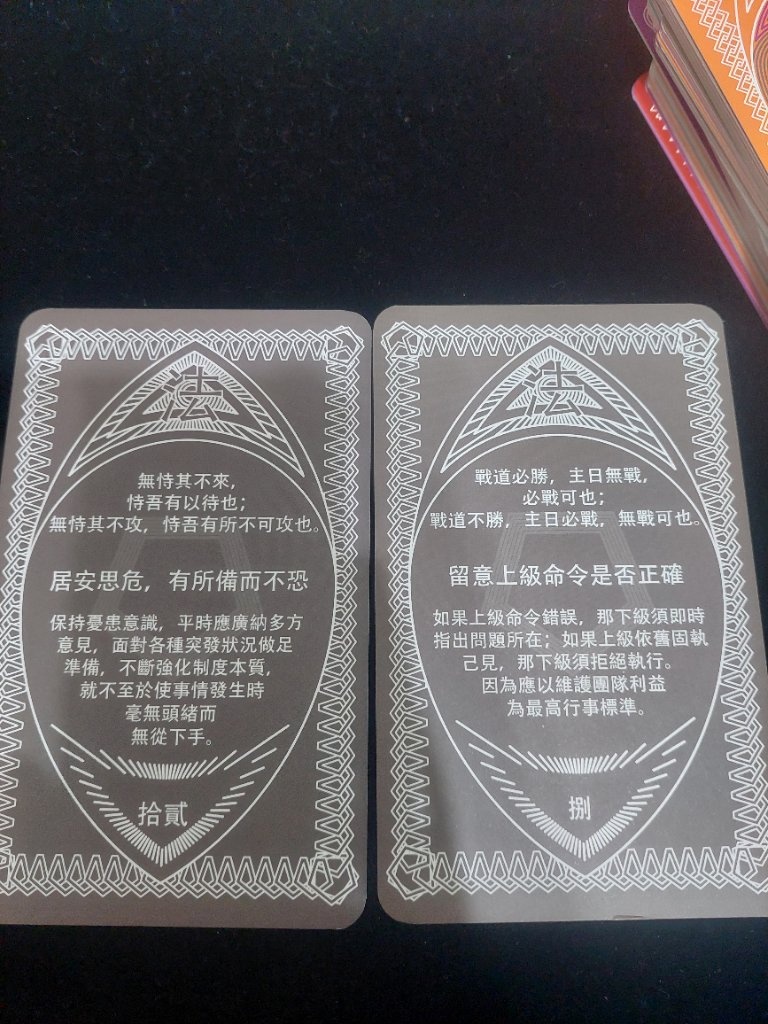 法
無恃其不來,
恃吾有以待也;
無恃其不攻, 恃吾有所不可攻也。
居安思危, 有所備而不恐
保持憂患意識, 平時應廣納多方
意見, 面對各種突發狀況做足
準備, 不斷強化制度本質,
就不至於使事情發生時
毫無頭緒而
無從下手。
拾貳
法
戰道必勝, 主日無戰,
必戰可也;
戰道不勝, 主日必戰, 無戰可也。
留意上級命令是否正確
如果上級命令錯誤, 那下級須即時
指出問題所在; 如果上級依舊固執
己見, 那下級須拒絕執行。
因為應以維護團隊利益
為最高行事標準。
捌